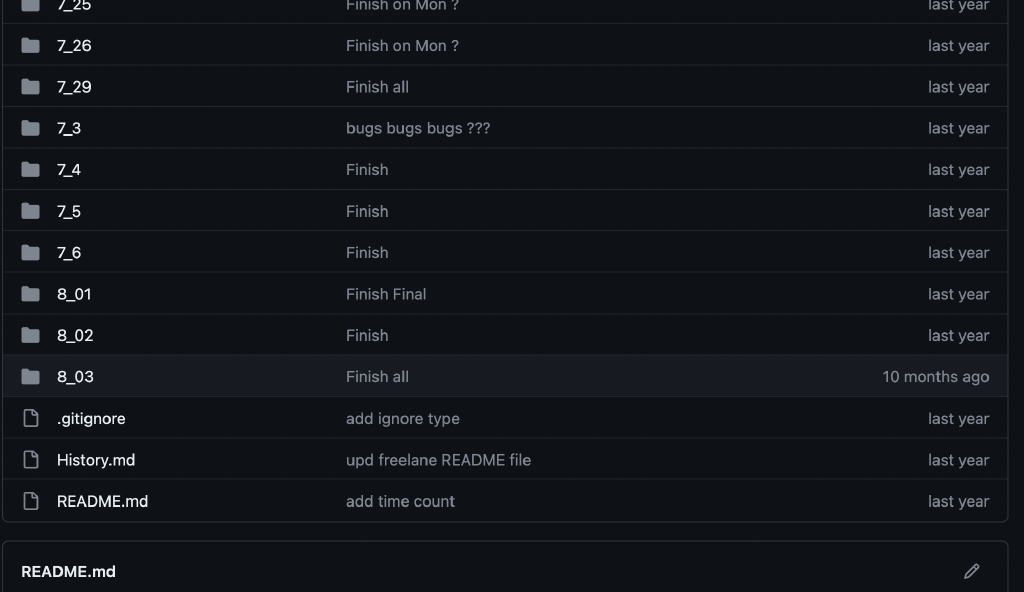 7_25 Finish on Mon ? last year
7_26 Finish on Mon ? last year
7_29 Finish all last year
7_3 bugs bugs bugs ??? last year
7_4 Finish last year
7_5 Finish last year
7_6 Finish last year
8_01 Finish Final last year
8_02 Finish last year
8_03 Finish all 10 months ago
.gitignore add ignore type last year
History.md upd freelane README file last year
README.md add time count last year
README.md